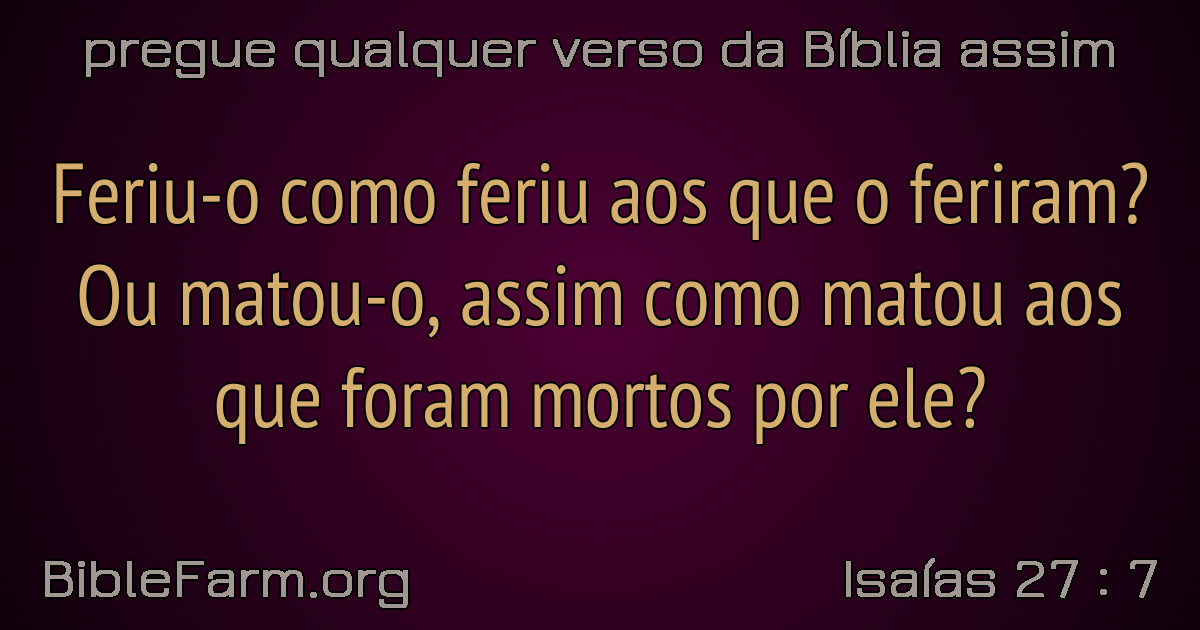 pregue qualquer verso da Bíblia assim
Feriu-o como feriu aos que o feriram?
Ou matou-o, assim como matou aos
que foram mortos por ele?
BibleFarm.org
Isaías 27 : 7